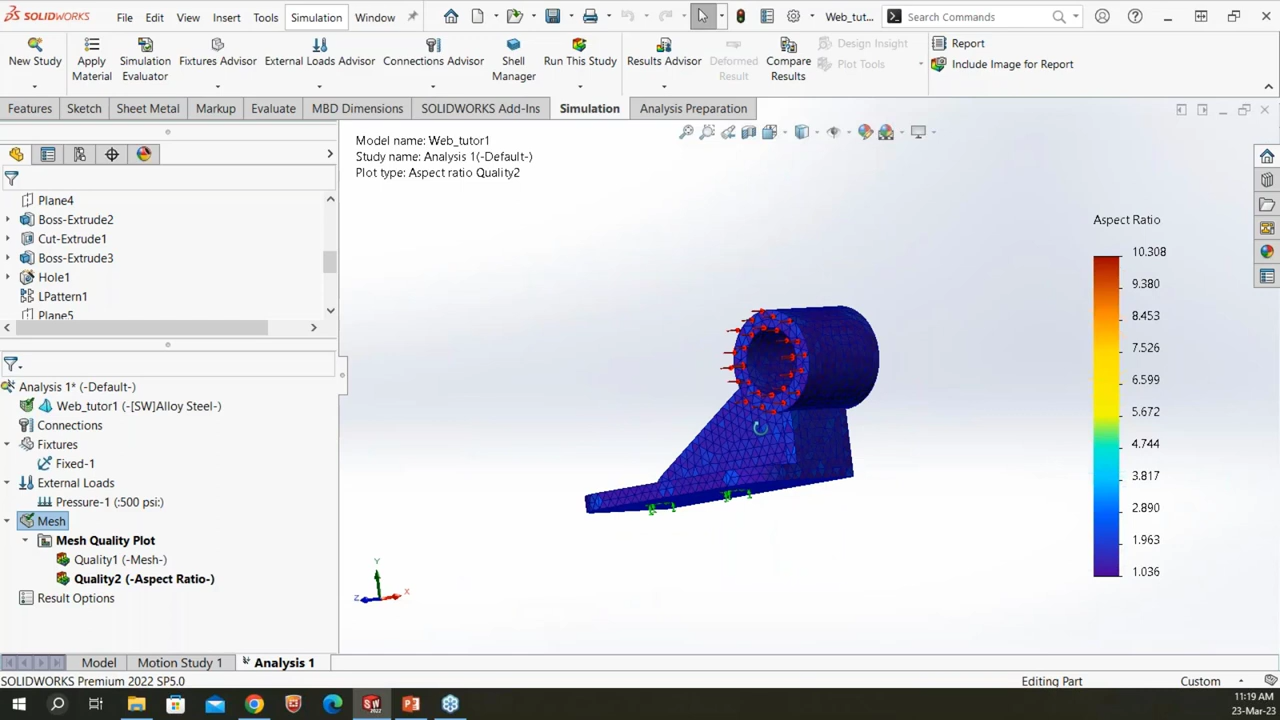 SOLIDWORKS File Edit View Insert Tools Simulation Window Web_tut... Search Commands
New Study Apply Material Simulation Evaluator Fixtures Advisor External Loads Advisor Connections Advisor Shell Manager Run This Study Results Advisor Deformed Result Compare Results Design Insight Plot Tools Report Include Image for Report
Features Sketch Sheet Metal Markup Evaluate MBD Dimensions SOLIDWORKS Add-Ins Simulation Analysis Preparation
Model name: Web_tutor1
Study name: Analysis 1(-Default-)
Plot type: Aspect ratio Quality2
Plane4
Boss-Extrude2
Cut-Extrude1
Boss-Extrude3
Hole1
LPattern1
Plane5
Analysis 1* (-Default-)
Web_tutor1 (-[SW]Alloy Steel-)
Connections
Fixtures
Fixed-1
External Loads
Pressure-1 (:500 psi:)
Mesh
Mesh Quality Plot
Quality1 (-Mesh-)
Quality2 (-Aspect Ratio-)
Result Options
Aspect Ratio
10.308
9.380
8.453
7.526
6.599
5.672
4.744
3.817
2.890
1.963
1.036
Y
Z
X
Model Motion Study 1 Analysis 1
SOLIDWORKS Premium 2022 SP5.0 Editing Part Custom
11:19 AM
23-Mar-23